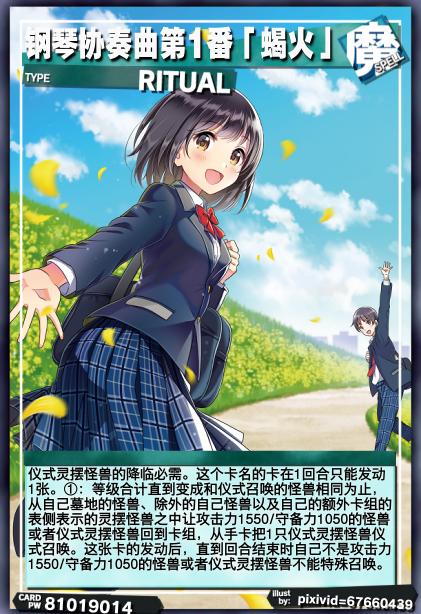 钢琴协奏曲第1番「蝎火」
魔
SPELL
TYPE
RITUAL
仪式灵摆怪兽的降临必需。这个卡名的卡在1回合只能发动
1张。①：等级合计直到变成和仪式召唤的怪兽相同为止，
从自己墓地的怪兽、除外的自己怪兽以及自己的额外卡组的
表侧表示的灵摆怪兽之中让攻击力1550/守备力1050的怪兽
或者仪式灵摆怪兽回到卡组，从手卡把1只仪式灵摆怪兽仪
式召唤。这张卡的发动后，直到回合结束时自己不是攻击力
1550/守备力1050的怪兽或者仪式灵摆怪兽不能特殊召唤。
CARD PW 81019014
illust by: pixivid=67660439